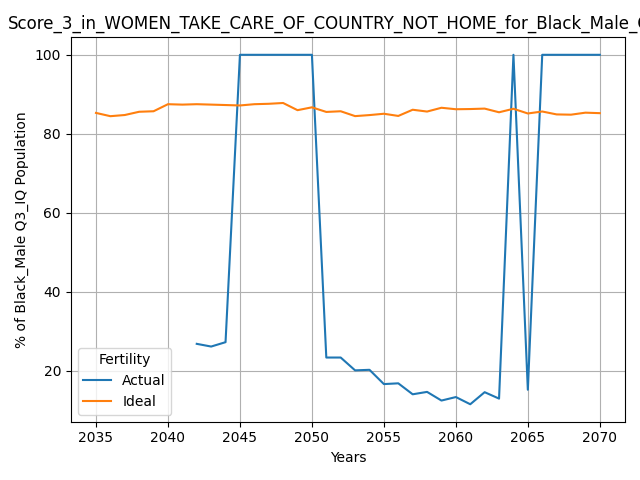 Score_3_in_WOMEN_TAKE_CARE_OF_COUNTRY_NOT_HOME_for_Black_Male_
% of Black_Male Q3_IQ Population
100
80
60
40
20
Fertility
Actual
Ideal
2035 2040 2045 2050 2055 2060 2065 2070
Years